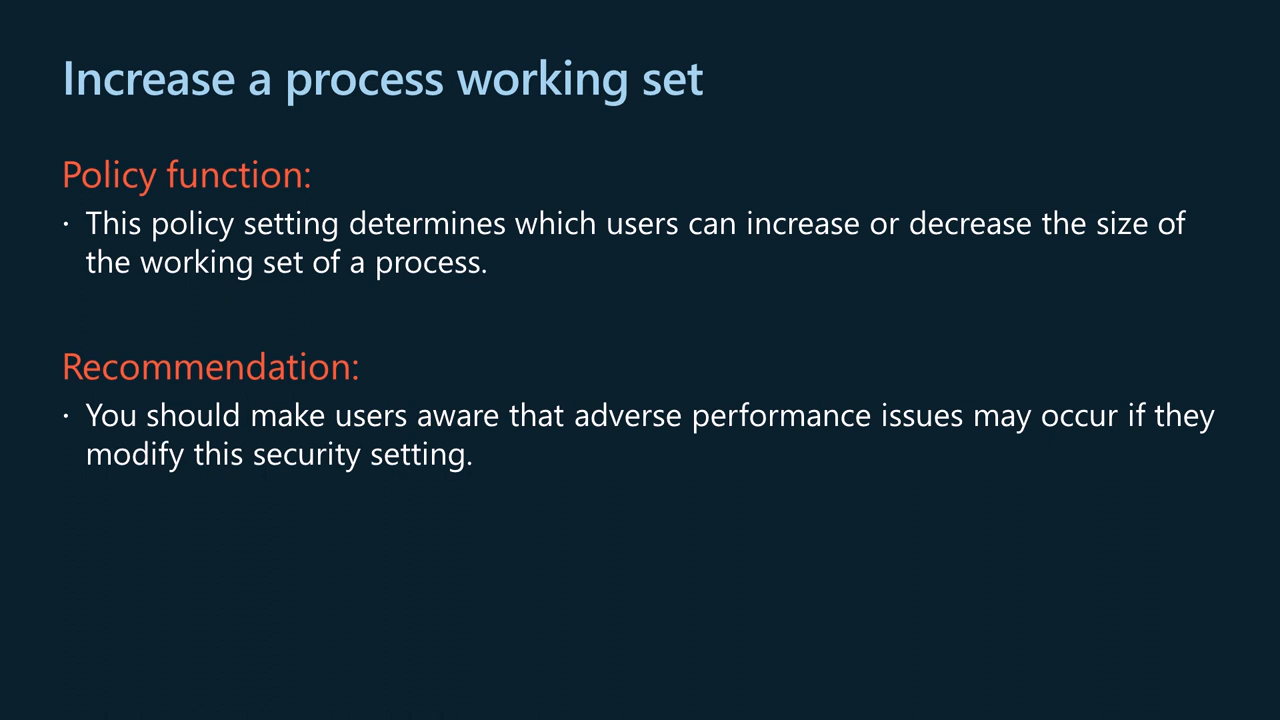 Increase a process working set
Policy function:
· This policy setting determines which users can increase or decrease the size of
the working set of a process.
Recommendation:
· You should make users aware that adverse performance issues may occur if they
modify this security setting.